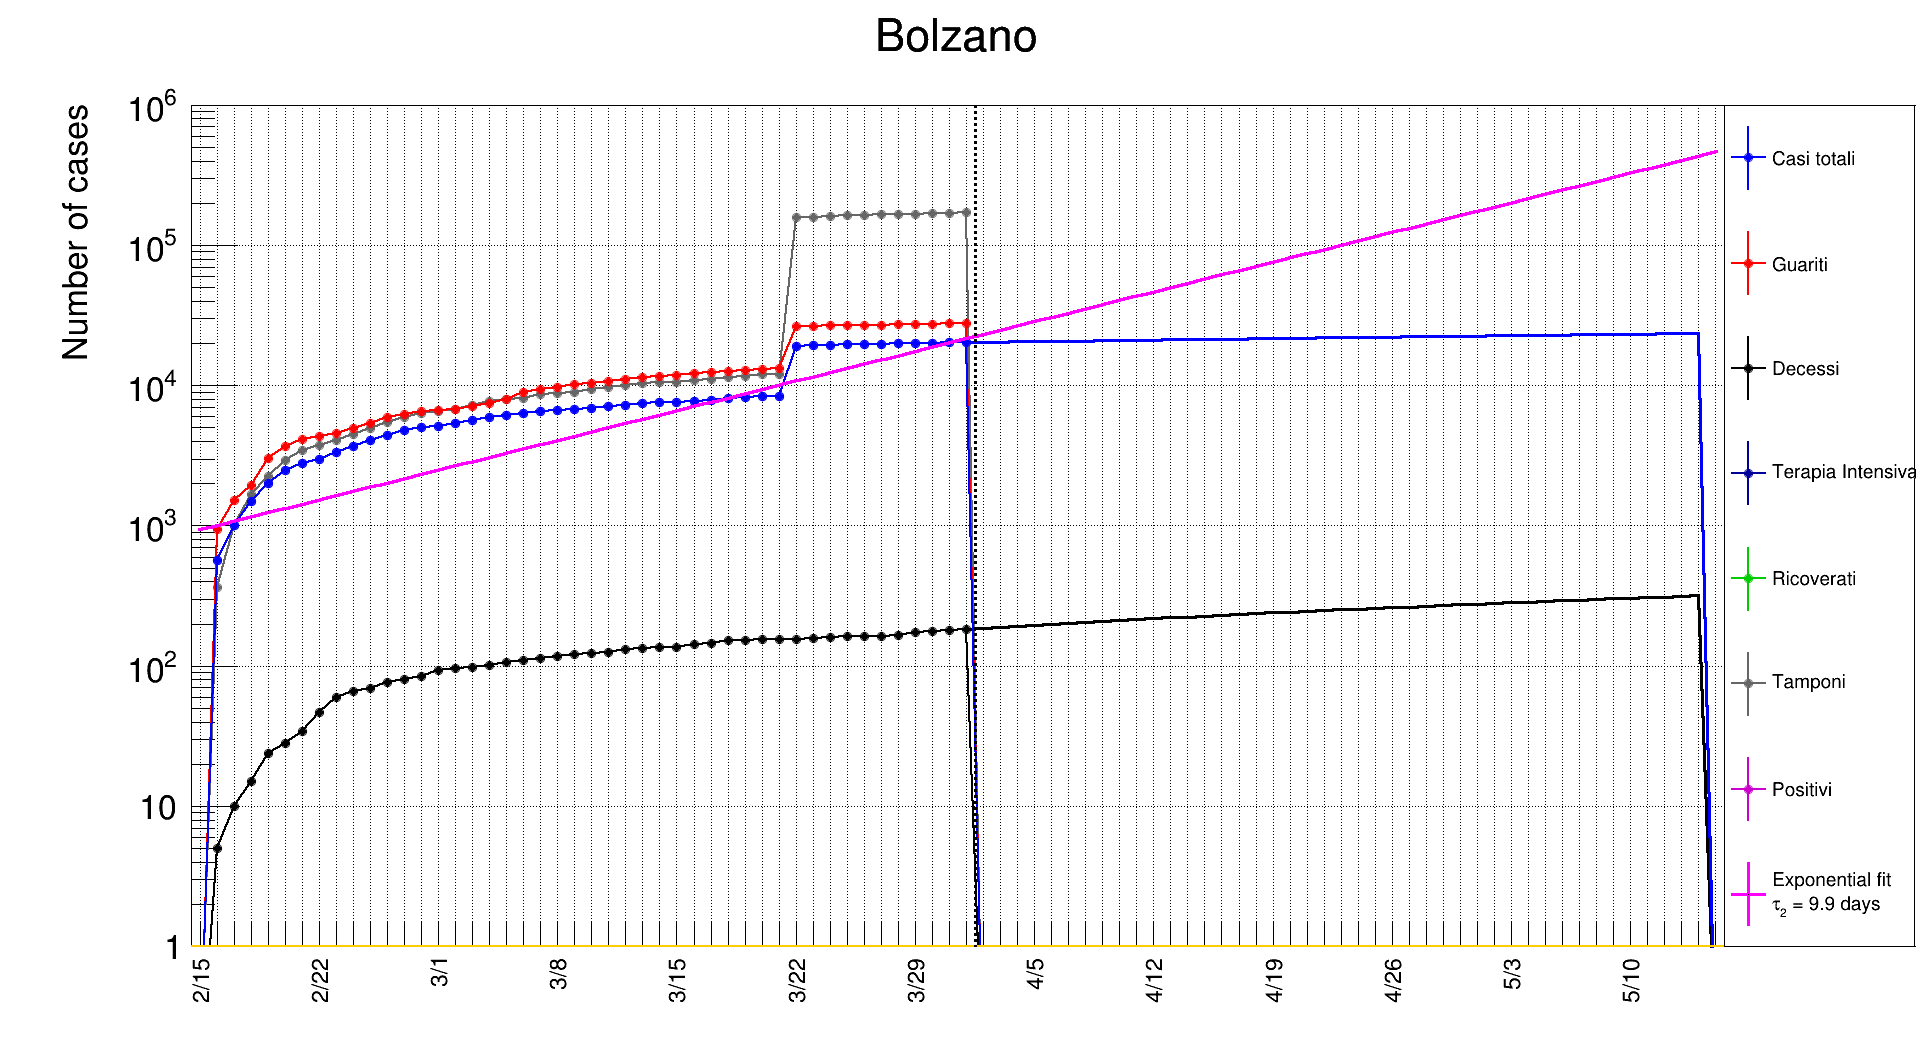 Bolzano
Number of cases
10^6
10^5
10^4
10^3
10^2
10
1
2/15
2/22
3/1
3/8
3/15
3/22
3/29
4/5
4/12
4/19
4/26
5/3
5/10
Casi totali
Guariti
Decessi
Terapia Intensiva
Ricoverati
Tamponi
Positivi
Exponential fit
τ_2 = 9.9 days